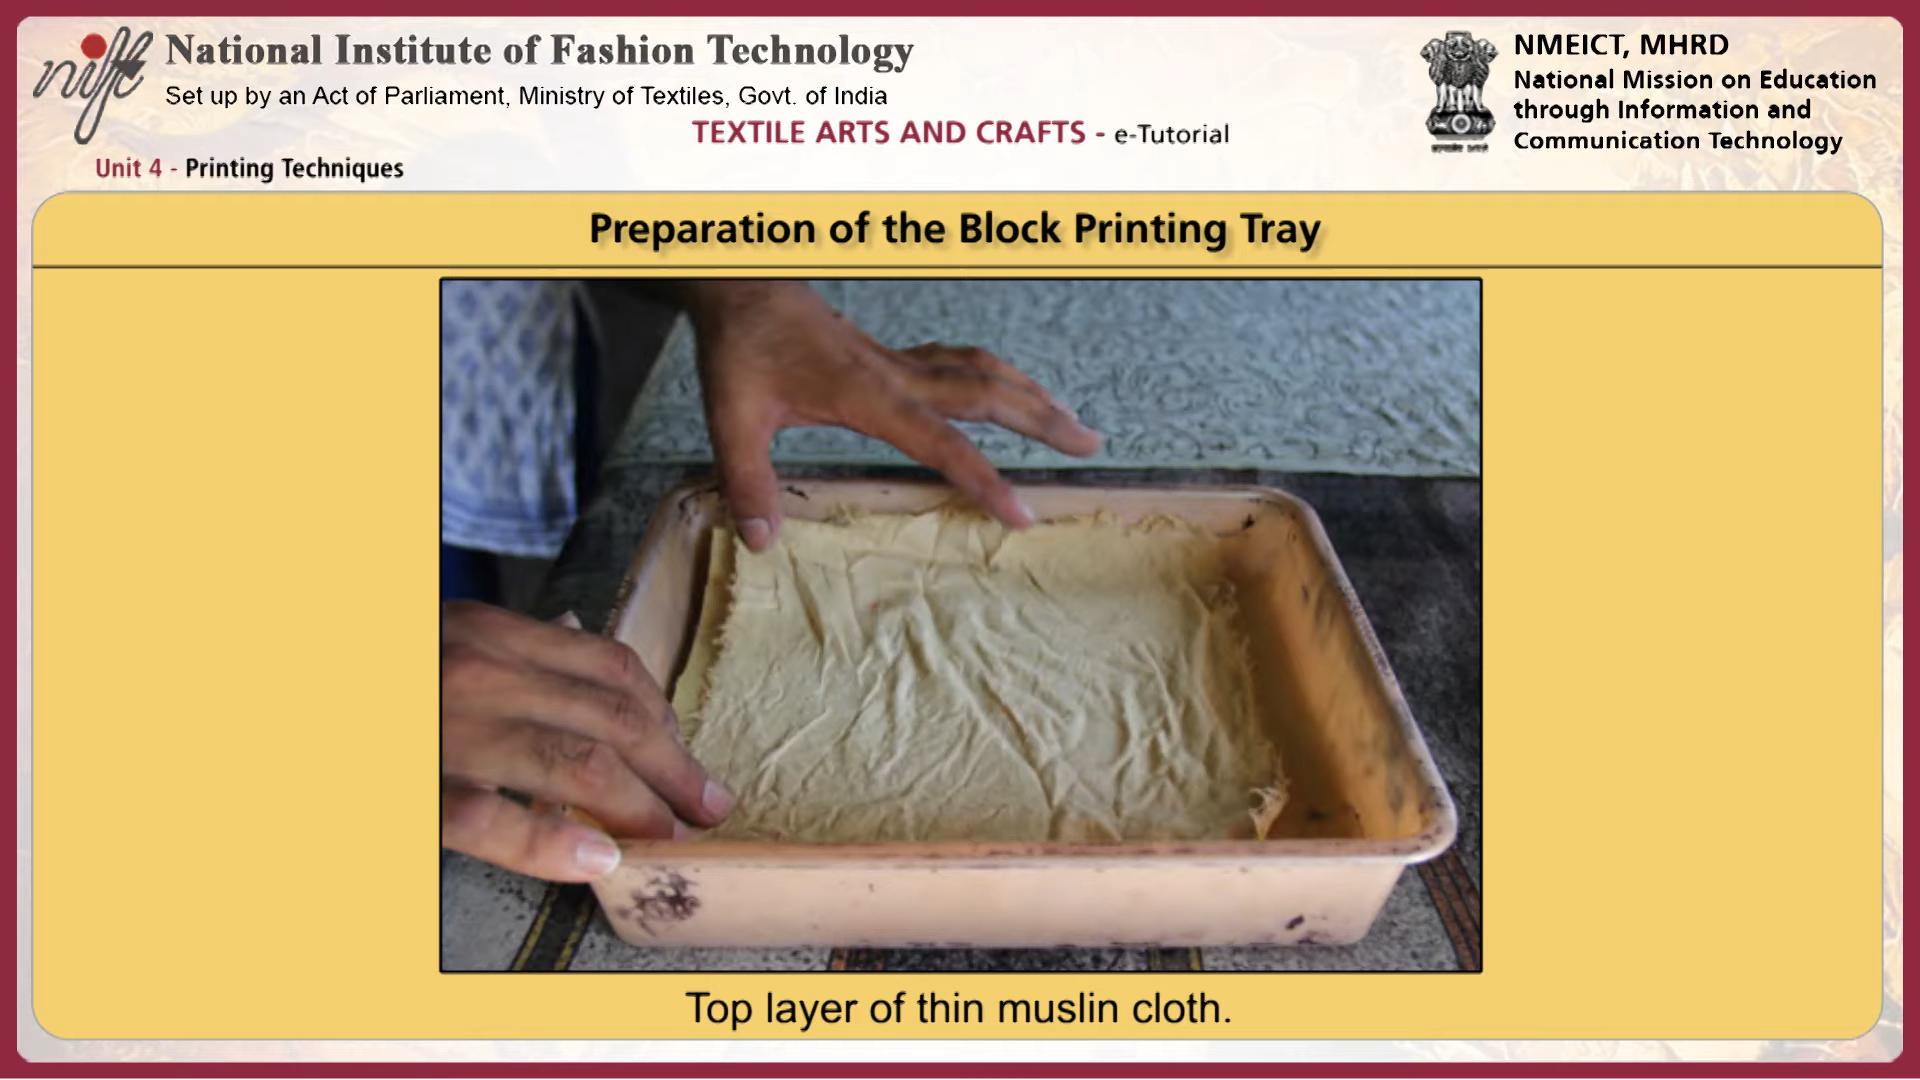 nift
National Institute of Fashion Technology
Set up by an Act of Parliament, Ministry of Textiles, Govt. of India
NMEICT, MHRD
National Mission on Education
through Information and
Communication Technology
TEXTILE ARTS AND CRAFTS - e-Tutorial
Unit 4 - Printing Techniques
Preparation of the Block Printing Tray
Top layer of thin muslin cloth.